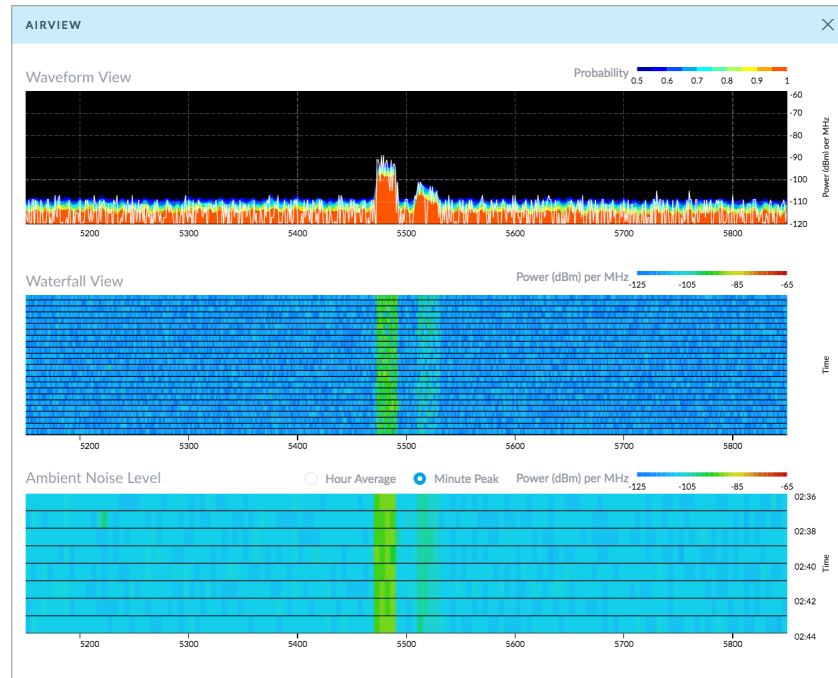 AIRVIEW
Waveform View
Probability
0.5 0.6 0.7 0.8 0.9 1
-60
-70
-80
-90
-100
-110
-120
Power (dBm) per MHz
5200 5300 5400 5500 5600 5700 5800
Waterfall View
Power (dBm) per MHz
-125 -105 -85 -65
Time
5200 5300 5400 5500 5600 5700 5800
Ambient Noise Level
Hour Average
Minute Peak
Power (dBm) per MHz
-125 -105 -85 -65
02:36
02:40
02:42
02:44
Time
5200 5300 5400 5500 5600 5700 5800